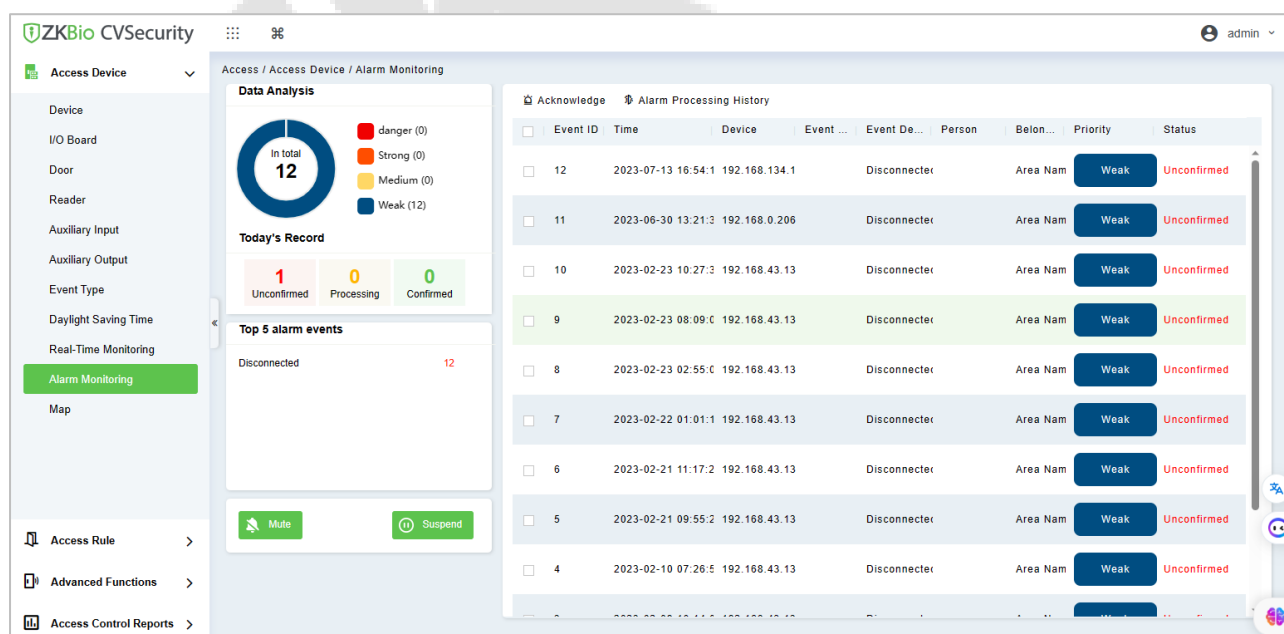 ZKBio CVSecurity
admin
Access Device
Device
I/O Board
Door
Reader
Auxiliary Input
Auxiliary Output
Event Type
Daylight Saving Time
Real-Time Monitoring
Alarm Monitoring
Map
Access Rule
Advanced Functions
Access Control Reports
Access / Access Device / Alarm Monitoring
Data Analysis
In total
12
danger (0)
Strong (0)
Medium (0)
Weak (12)
Today's Record
1 0 0
Unconfirmed Processing Confirmed
Top 5 alarm events
Disconnected 12
Mute Suspend
Acknowledge Alarm Processing History
Event ID Time Device Event ... Event De... Person Belon... Priority Status
12 2023-07-13 16:54:1 192.168.134.1 Disconnected Area Nam Weak Unconfirmed
11 2023-06-30 13:21:3 192.168.0.206 Disconnected Area Nam Weak Unconfirmed
10 2023-02-23 10:27:3 192.168.43.13 Disconnected Area Nam Weak Unconfirmed
9 2023-02-23 08:09:0 192.168.43.13 Disconnected Area Nam Weak Unconfirmed
8 2023-02-23 02:55:0 192.168.43.13 Disconnected Area Nam Weak Unconfirmed
7 2023-02-22 01:01:1 192.168.43.13 Disconnected Area Nam Weak Unconfirmed
6 2023-02-21 11:17:2 192.168.43.13 Disconnected Area Nam Weak Unconfirmed
5 2023-02-21 09:55:2 192.168.43.13 Disconnected Area Nam Weak Unconfirmed
4 2023-02-10 07:26:5 192.168.43.13 Disconnected Area Nam Weak Unconfirmed